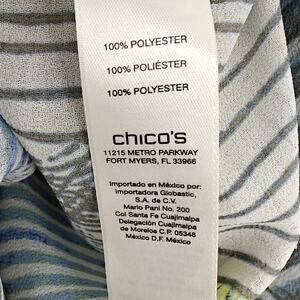 100% POLYESTER
100% POLIÉSTER
100% POLYESTER
chico's
11215 METRO PARKWAY
FORT MYERS, FL 33966
Importado en México por:
Importadora Globastic,
S.A. de C.V.
Mario Pani No. 200
Col Santa Fe Cuajimalpa
Delegación Cuajimalpa
de Morelos C.P. 05348
México D.F. México